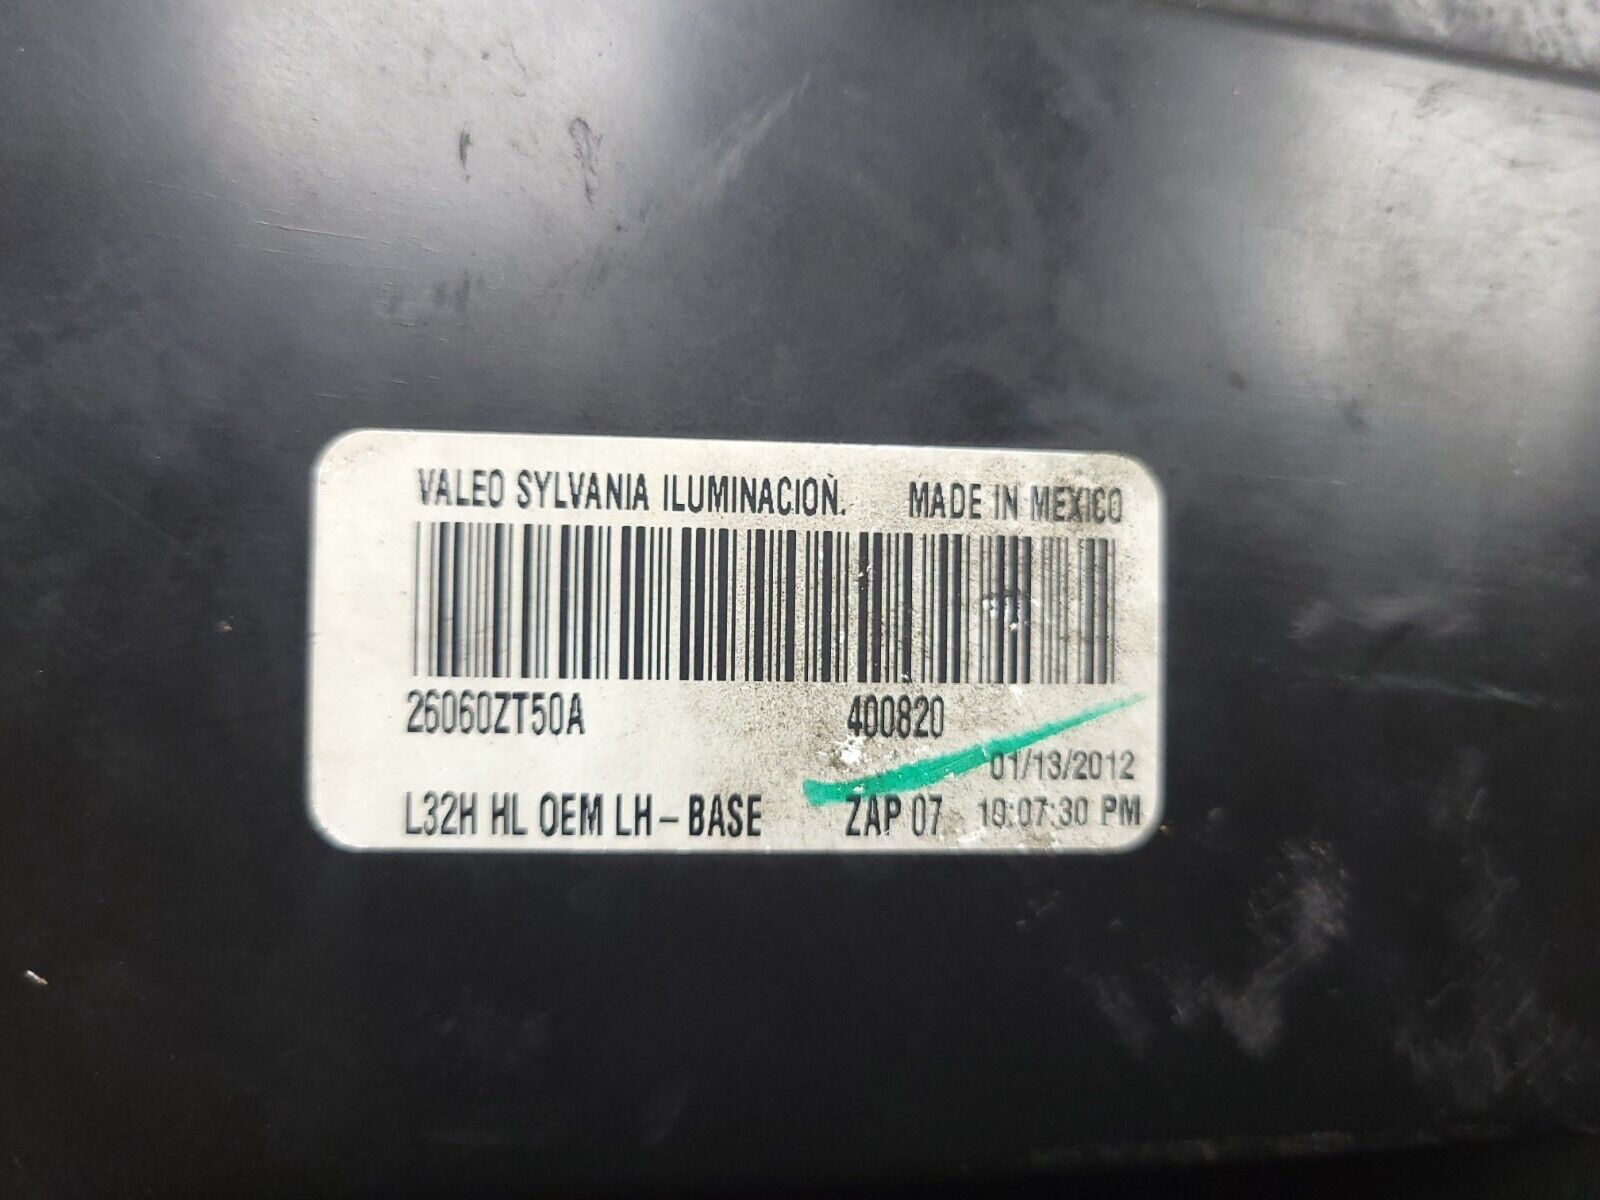 VALEO SYLVANIA ILUMINACIOŃ. MADE IN MEXICO
26060ZT50A 400820
01/13/2012
L32H HL OEM LH-BASE ZAP 07 10:07:30 PM